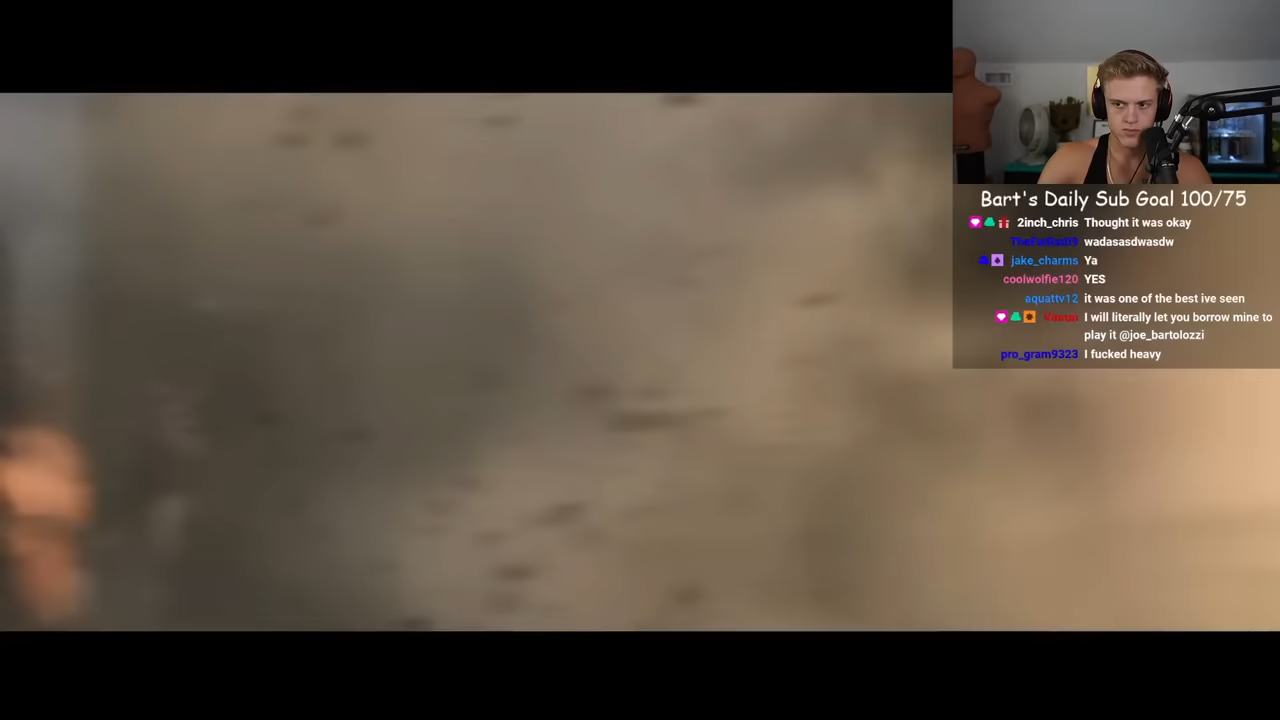 Bart's Daily Sub Goal 100/75
2inch_chris Thought it was okay
wadasasdwasdw
jake_charms Ya
coolwolfie120 YES
aquattv12 it was one of the best ive seen
I will literally let you borrow mine to
play it @joe_bartolozzi
pro_gram9323 I fucked heavy